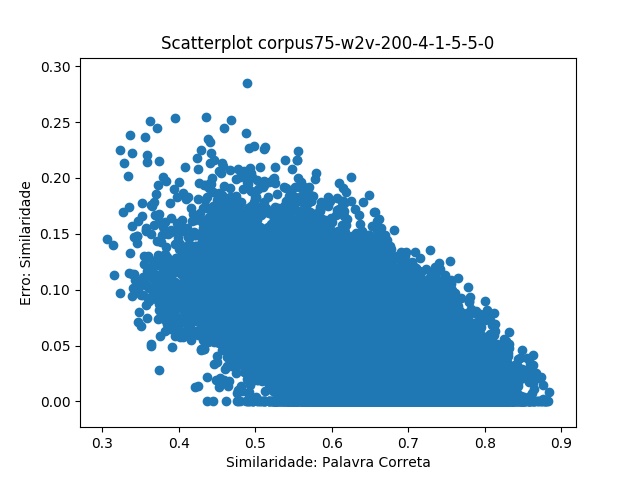 Scatterplot corpus75-w2v-200-4-1-5-5-0
0.30
0.25
0.20
0.15
0.10
0.05
0.00
Erro: Similaridade
0.3 0.4 0.5 0.6 0.7 0.8 0.9
Similaridade: Palavra Correta